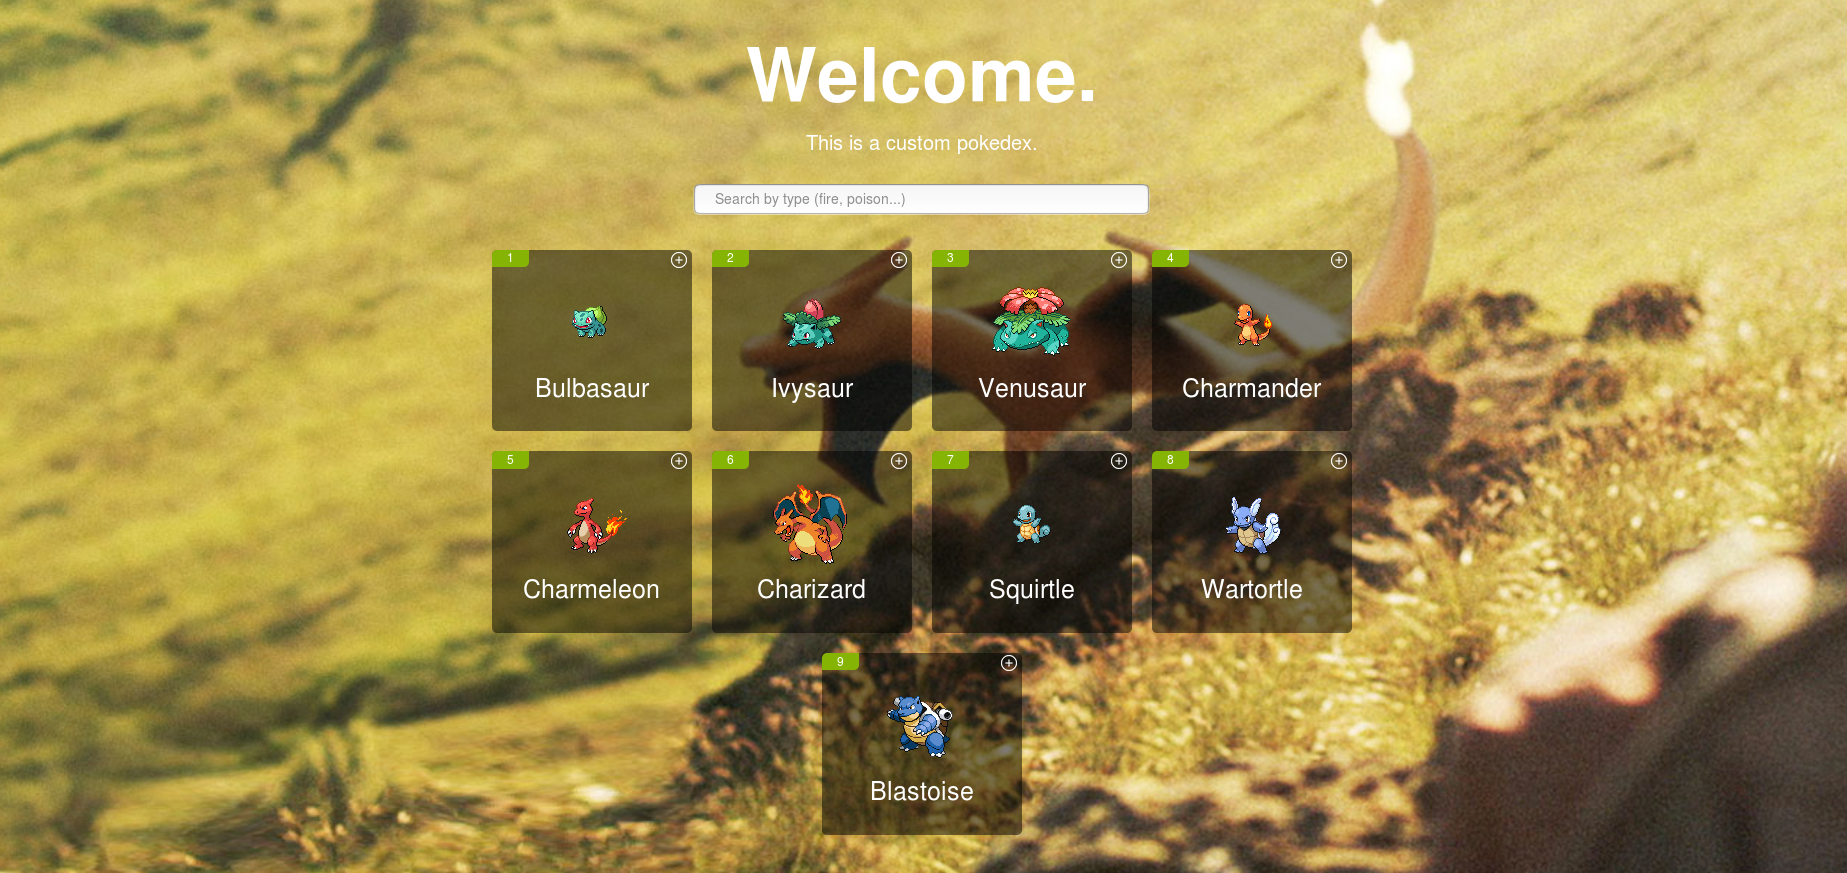 Welcome.
This is a custom pokedex.
Search by type (fire, poison...)
1
Bulbasaur
2
Ivysaur
3
Venusaur
4
Charmander
5
Charmeleon
6
Charizard
7
Squirtle
8
Wartortle
9
Blastoise